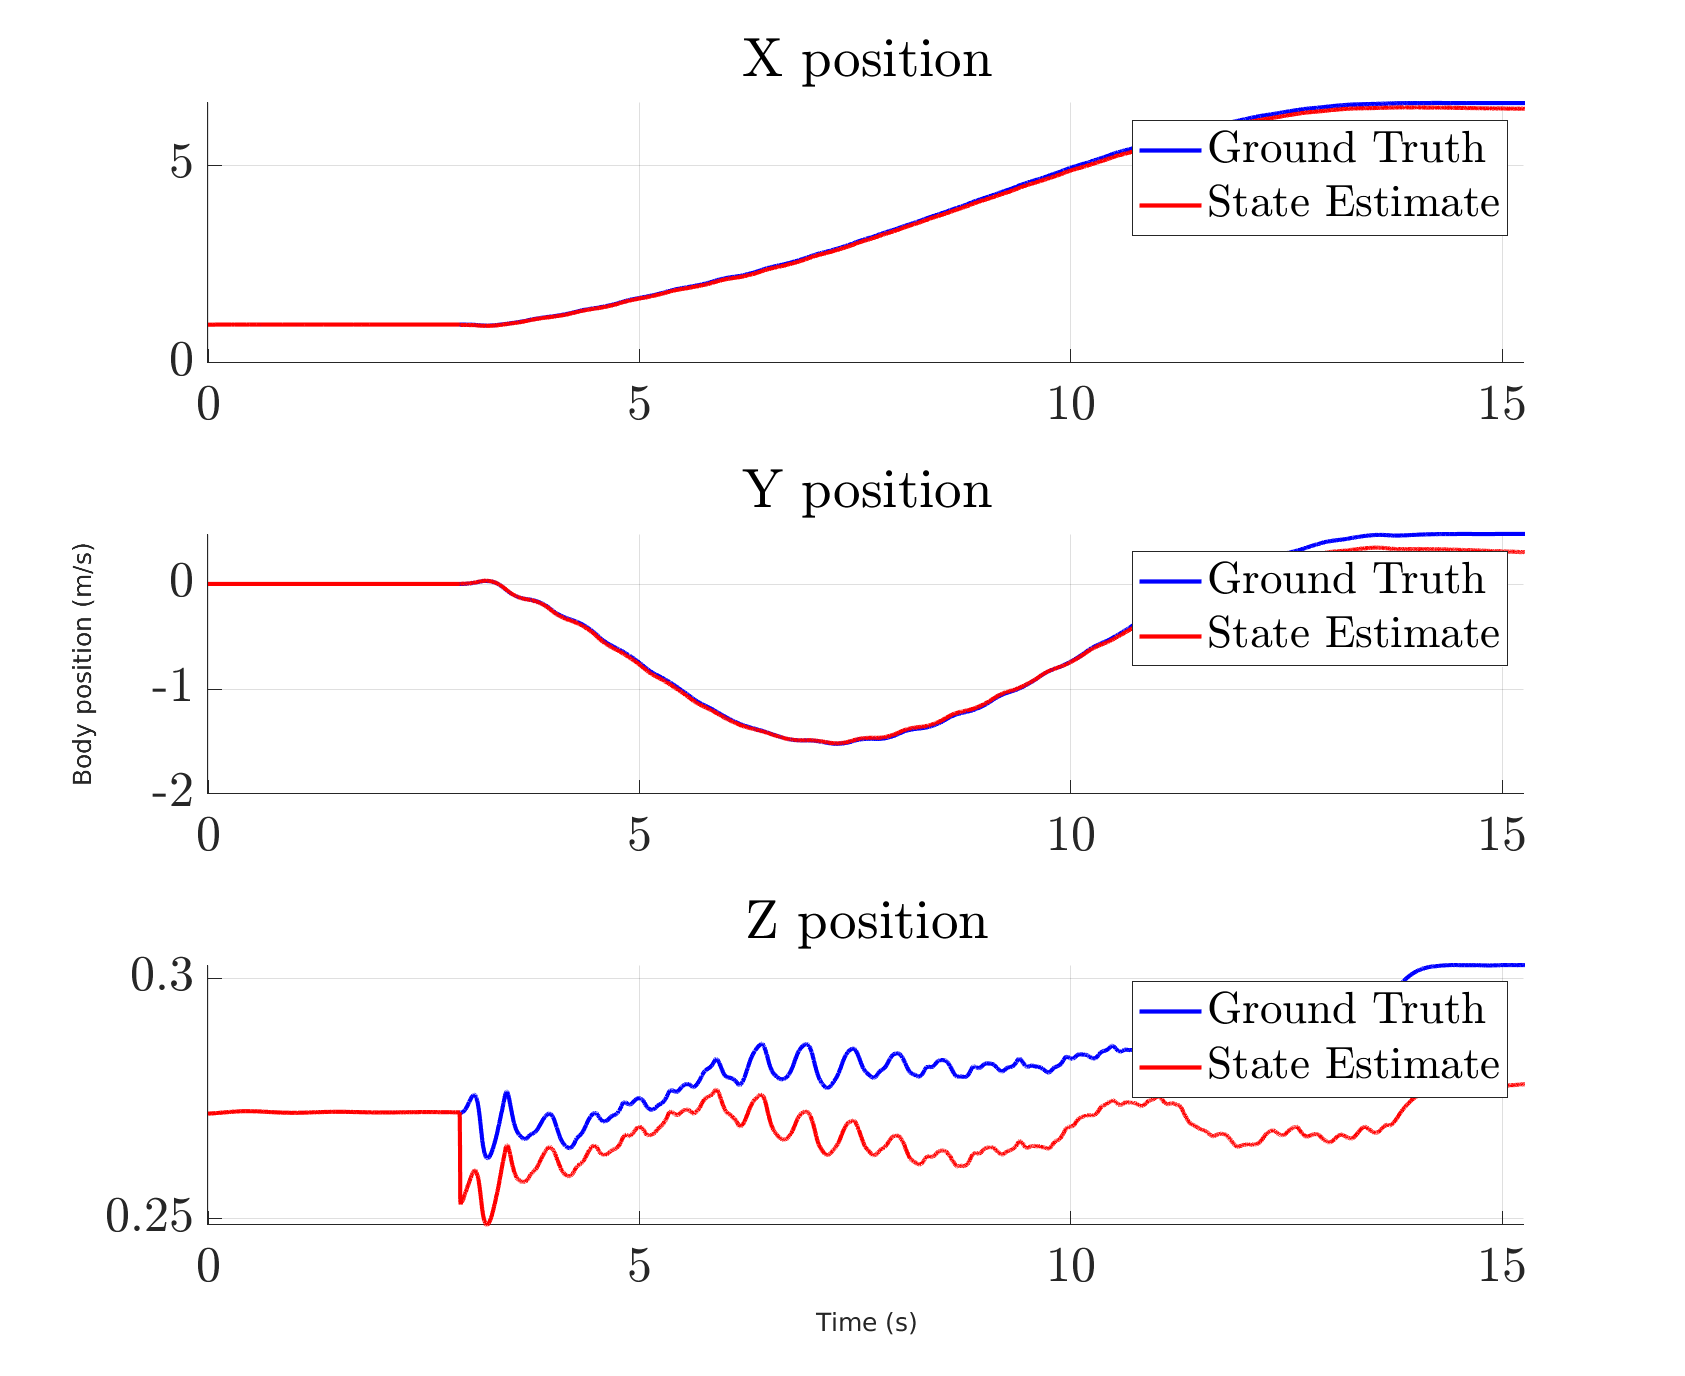 X position
5
0
0 5 10 15
Ground Truth
State Estimate
Y position
Body position (m/s)
0
-1
-2
0 5 10 15
Ground Truth
State Estimate
Z position
0.3
0.25
0 5 10 15
Ground Truth
State Estimate
Time (s)